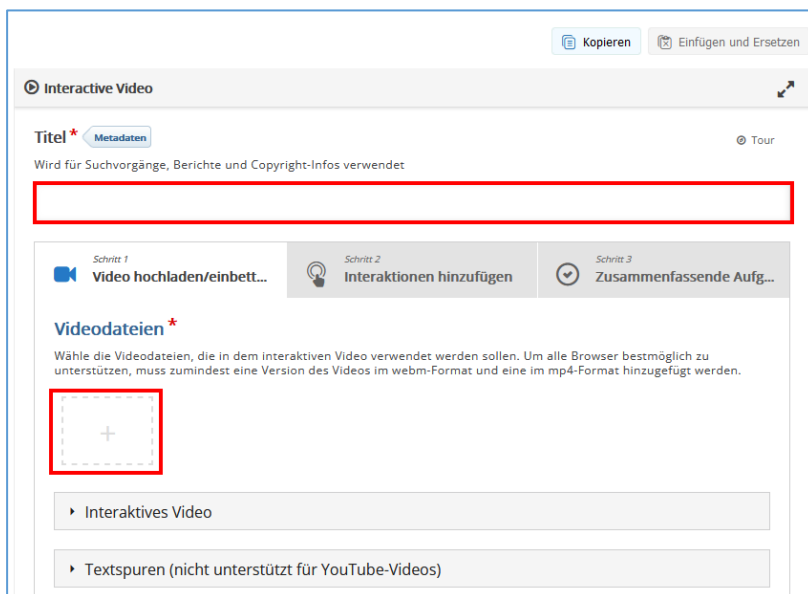 Kopieren
Einfügen und Ersetzen
Interactive Video
Titel *
Metadaten
Tour
Wird für Suchvorgänge, Berichte und Copyright-Infos verwendet
Schritt 1
Video hochladen/einbett...
Schritt 2
Interaktionen hinzufügen
Schritt 3
Zusammenfassende Aufg...
Videodateien *
Wähle die Videodateien, die in dem interaktiven Video verwendet werden sollen. Um alle Browser bestmöglich zu
unterstützen, muss zumindest eine Version des Videos im webm-Format und eine im mp4-Format hinzugefügt werden.
+
Interaktives Video
Textspuren (nicht unterstützt für YouTube-Videos)